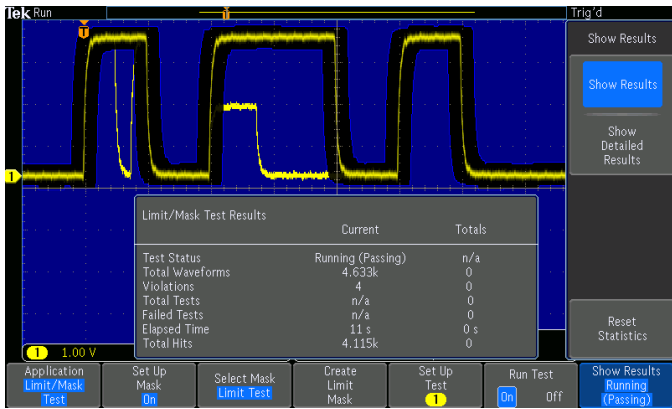 Tek Run Trig'd
T
T
Show Results
Show Results
Show
Detailed
Results
1
Limit/Mask Test Results
Current Totals
Test Status Running (Passing) n/a
Total Waveforms 4.633k 0
Violations 4 0
Total Tests n/a 0
Failed Tests n/a 0
Elapsed Time 11 s 0 s
Total Hits 4.115k 0
Reset
Statistics
1 1.00 V
Application
Limit/Mask
Test
Set Up
Mask
On
Select Mask
Limit Test
Create
Limit
Mask
Set Up
Test
1
Run Test
On Off
Show Results
Running
(Passing)